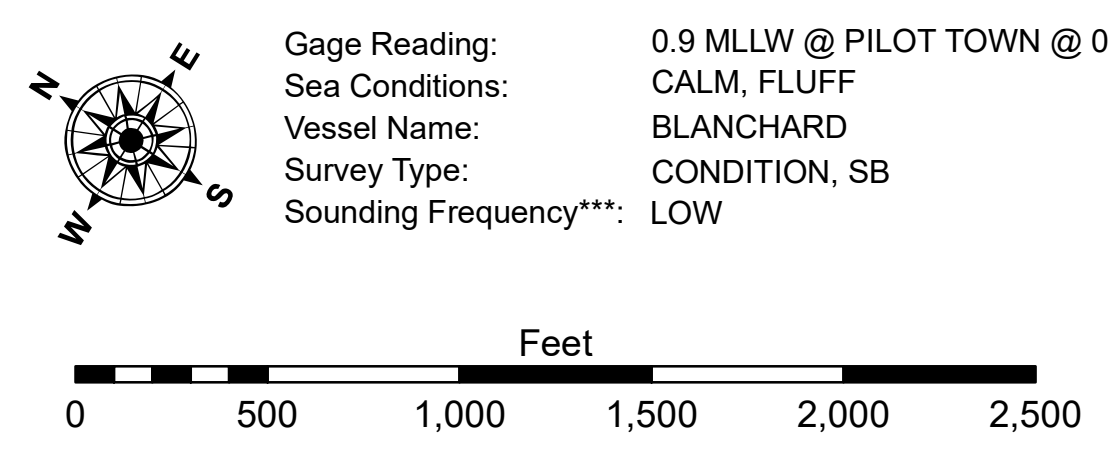 N
E
S
W
Gage Reading: 0.9 MLLW @ PILOT TOWN @ 0
Sea Conditions: CALM, FLUFF
Vessel Name: BLANCHARD
Survey Type: CONDITION, SB
Sounding Frequency***: LOW
Feet
0 500 1,000 1,500 2,000 2,500